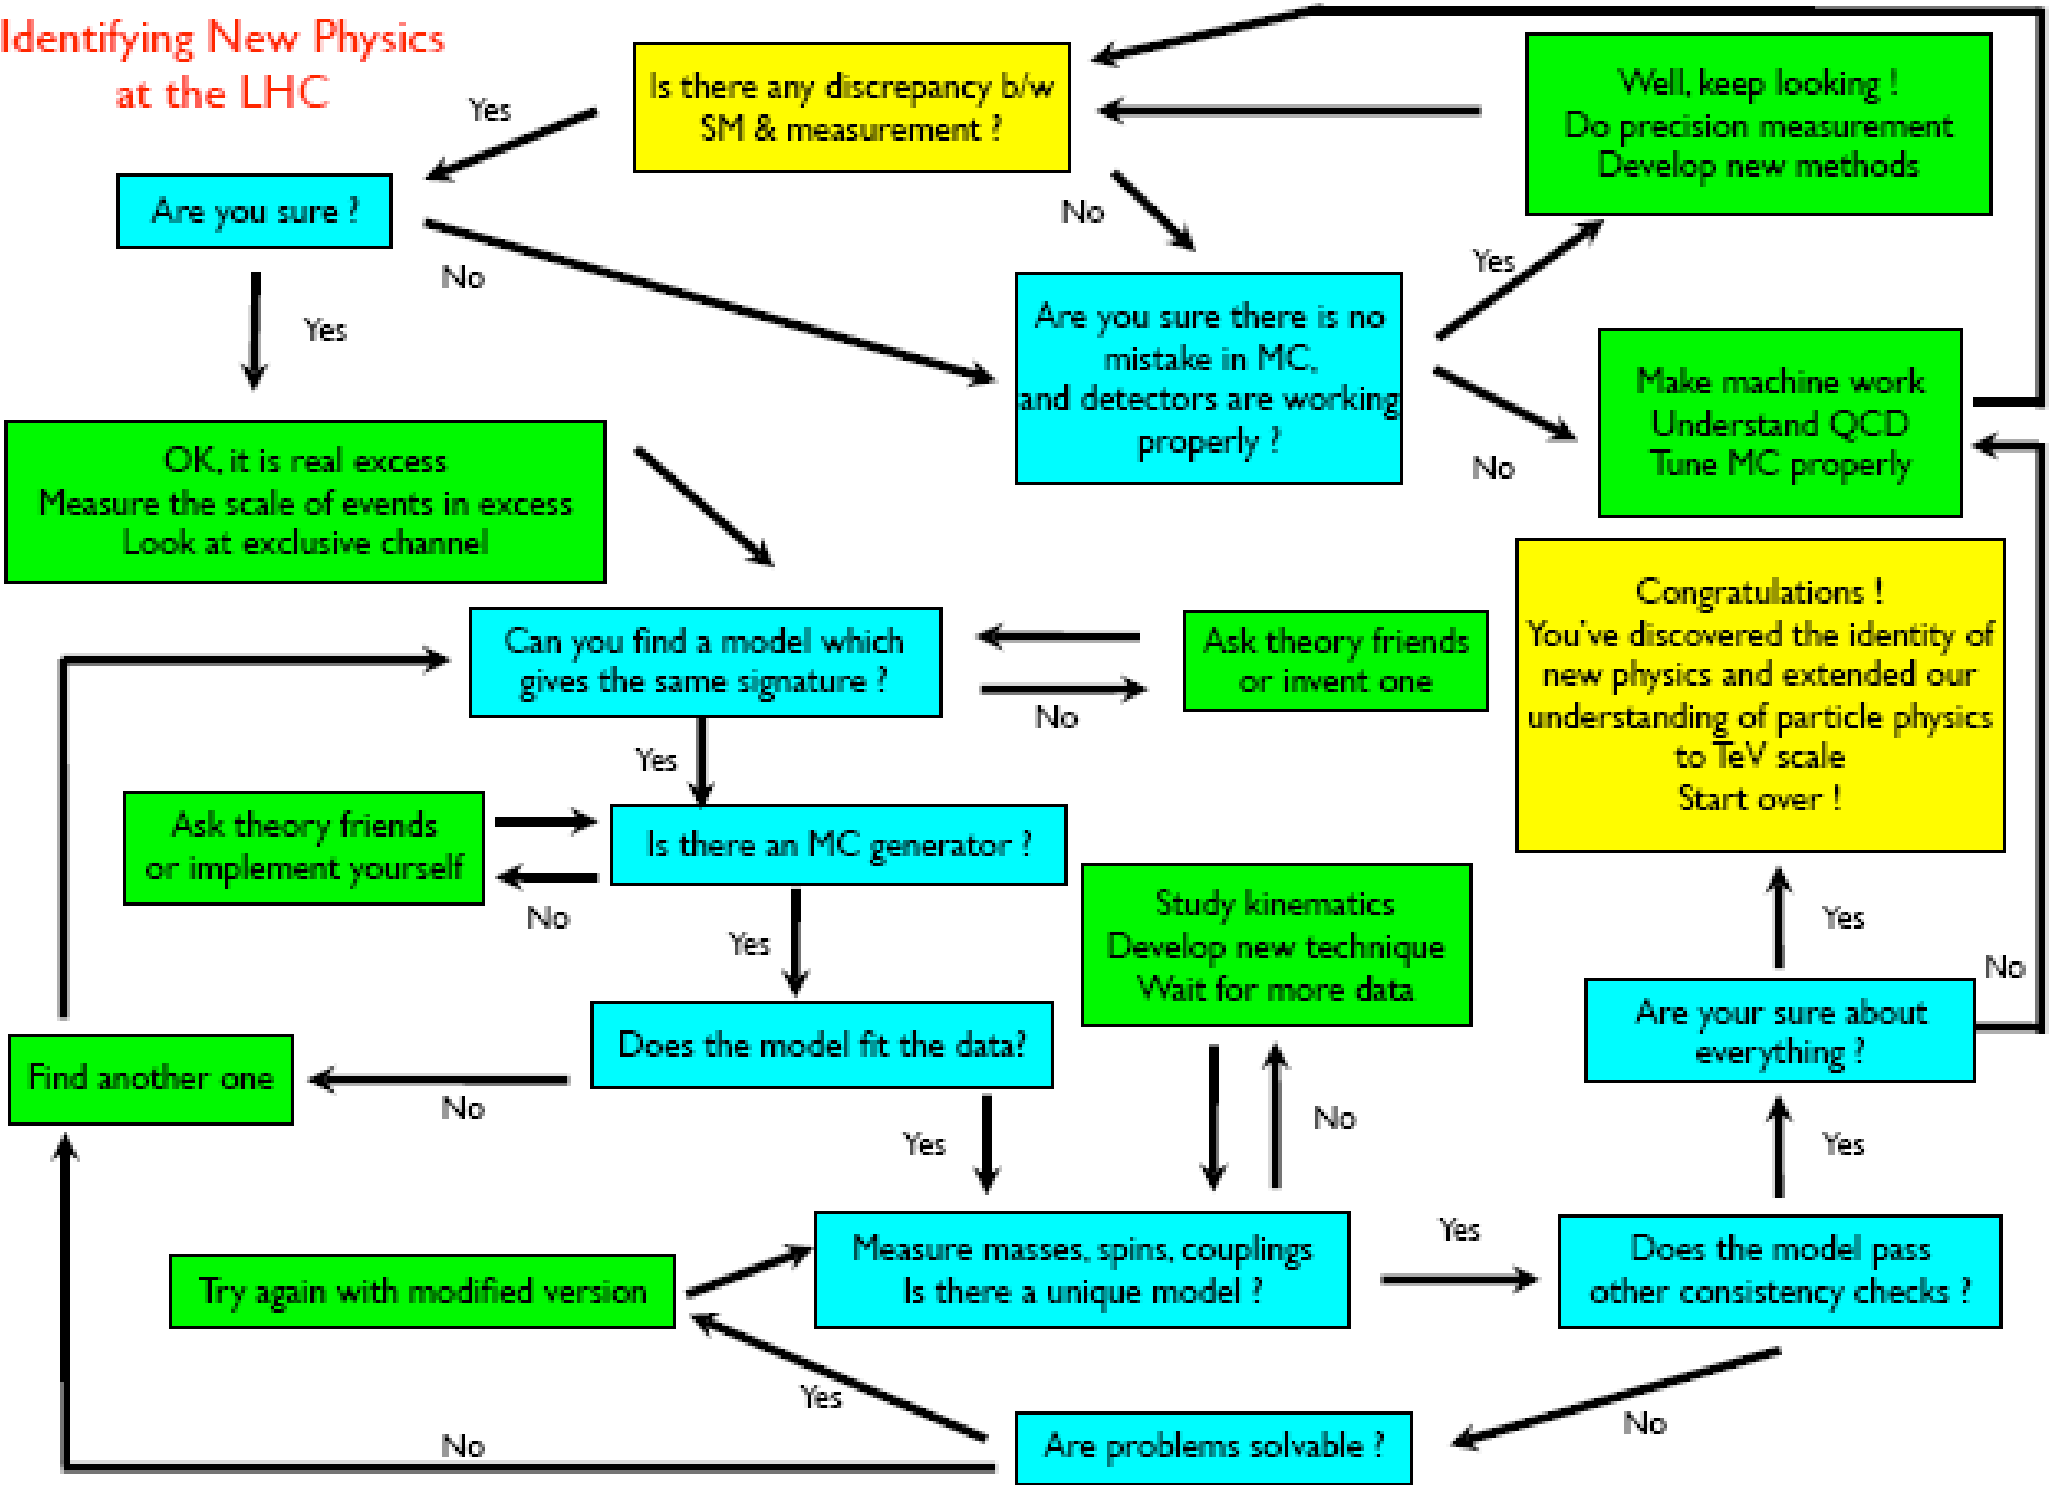 Identifying New Physics
at the LHC
Is there any discrepancy b/w
SM & measurement ?
Yes
No
Well, keep looking !
Do precision measurement
Develop new methods
Are you sure ?
No
Yes
Are you sure there is no
mistake in MC,
and detectors are working
properly ?
Yes
No
Make machine work
Understand QCD
Tune MC properly
OK, it is real excess
Measure the scale of events in excess
Look at exclusive channel
Can you find a model which
gives the same signature ?
No
Yes
Ask theory friends
or invent one
Congratulations !
You've discovered the identity of
new physics and extended our
understanding of particle physics
to TeV scale
Start over !
Ask theory friends
or implement yourself
Is there an MC generator ?
No
Yes
Study kinematics
Develop new technique
Wait for more data
Yes
No
Are your sure about
everything ?
Does the model fit the data?
Find another one
No
Yes
No
Yes
Try again with modified version
Measure masses, spins, couplings
Is there a unique model ?
Yes
Does the model pass
other consistency checks ?
Yes
No
Are problems solvable ?
No